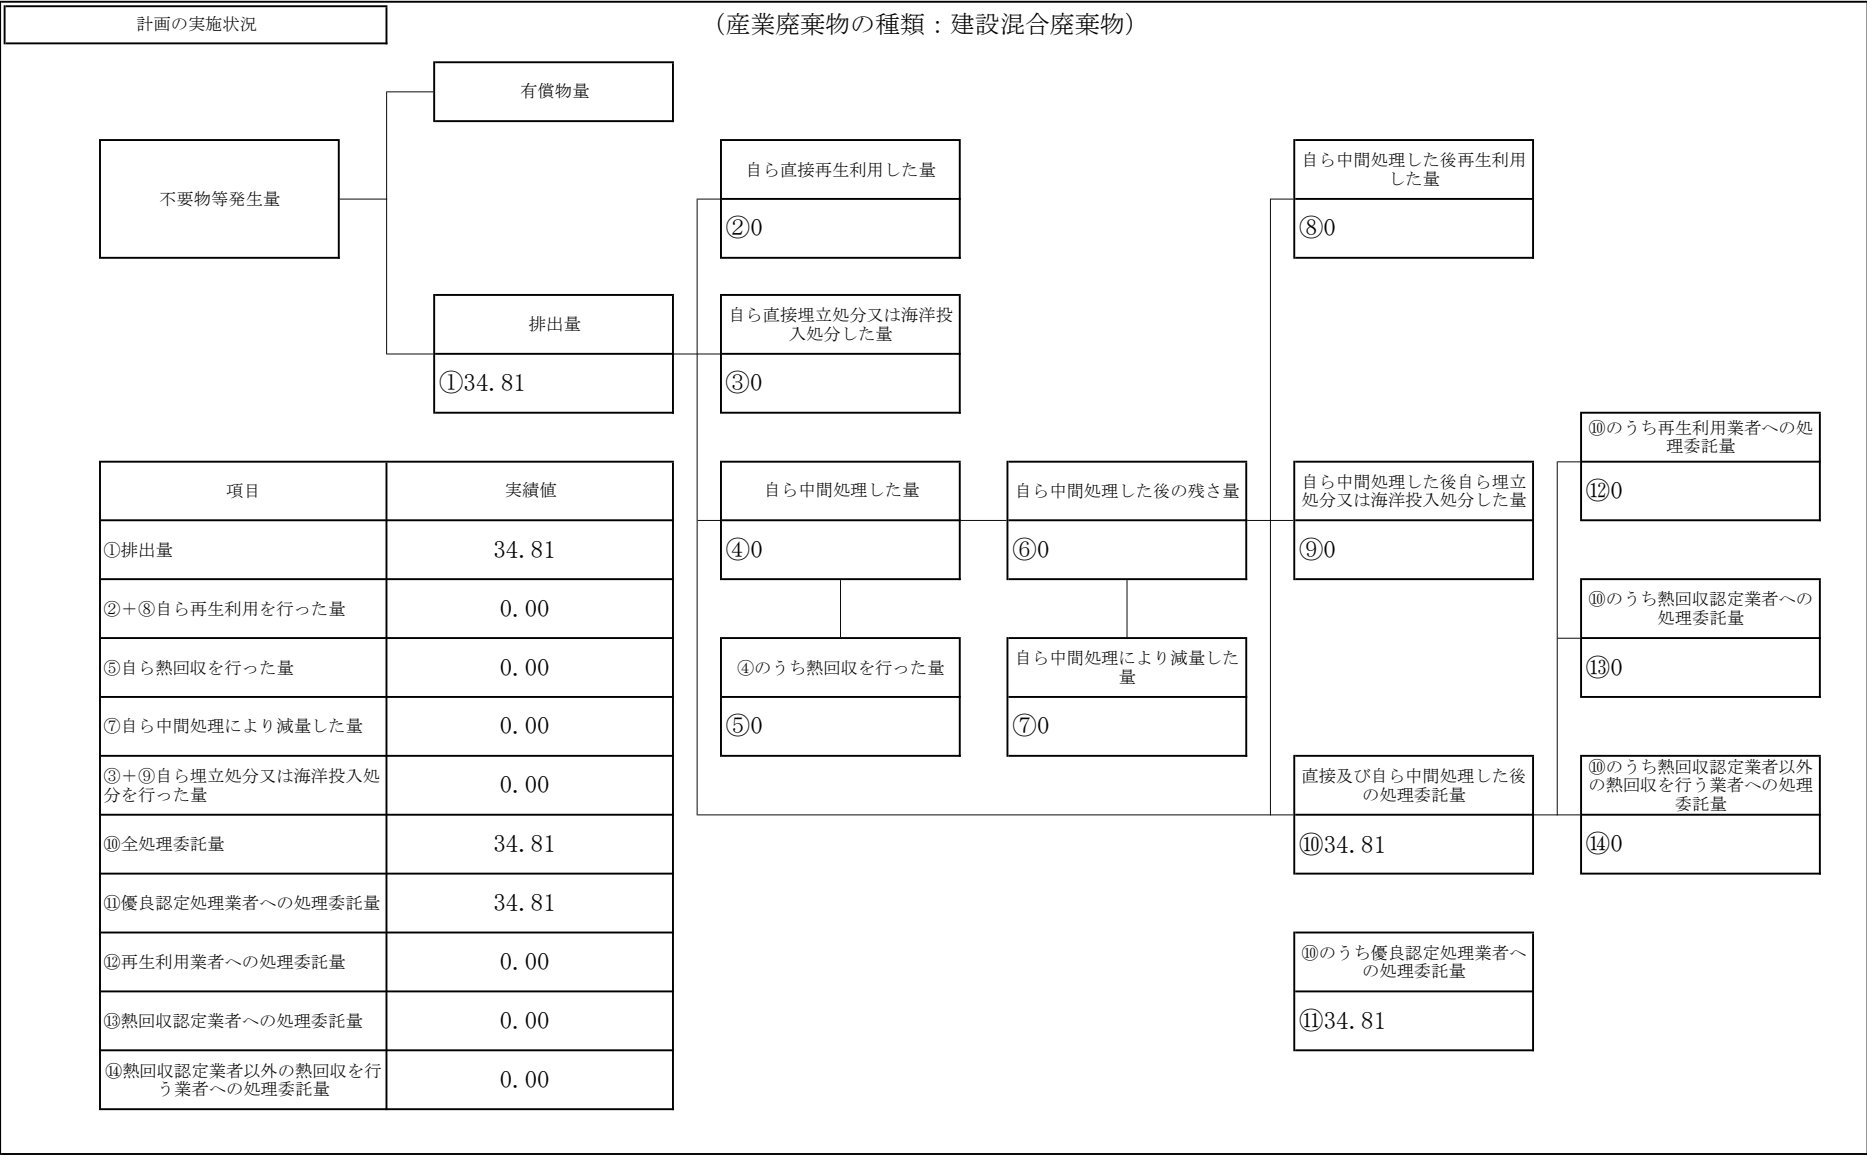 計画の実施状況
（産業廃棄物の種類：建設混合廃棄物）
有償物量
不要物等発生量
自ら直接再生利用した量
②0
自ら中間処理した後再生利用
した量
⑧0
排出量
①34.81
自ら直接埋立処分又は海洋投
入処分した量
③0
⑩のうち再生利用業者への処
理委託量
⑫0
自ら中間処理した量
④0
自ら中間処理した後の残さ量
⑥0
自ら中間処理した後自ら埋立
処分又は海洋投入処分した量
⑨0
⑩のうち熱回収認定業者への
処理委託量
⑬0
④のうち熱回収を行った量
⑤0
自ら中間処理により減量した
量
⑦0
直接及び自ら中間処理した後
の処理委託量
⑩34.81
⑩のうち熱回収認定業者以外
の熱回収を行う業者への処理
委託量
⑭0
⑩のうち優良認定処理業者へ
の処理委託量
⑪34.81
項目 実績値
①排出量 34.81
②＋⑧自ら再生利用を行った量 0.00
⑤自ら熱回収を行った量 0.00
⑦自ら中間処理により減量した量 0.00
③＋⑨自ら埋立処分又は海洋投入処
分を行った量 0.00
⑩全処理委託量 34.81
⑪優良認定処理業者への処理委託量 34.81
⑫再生利用業者への処理委託量 0.00
⑬熱回収認定業者への処理委託量 0.00
⑭熱回収認定業者以外の熱回収を行
う業者への処理委託量 0.00